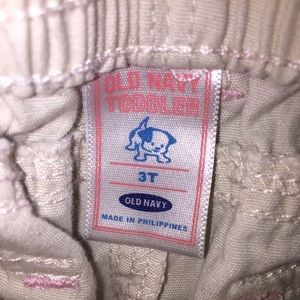 OLD NAVY
TODDLER
3T
OLD NAVY
MADE IN PHILIPPINES